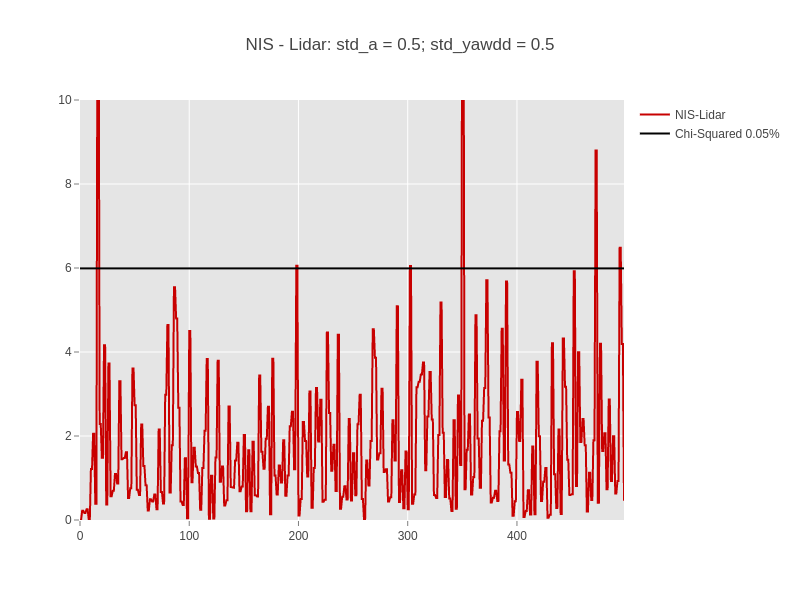 NIS - Lidar: std_a = 0.5; std_yawdd = 0.5
NIS-Lidar
Chi-Squared 0.05%
10
8
6
4
2
0
0 100 200 300 400